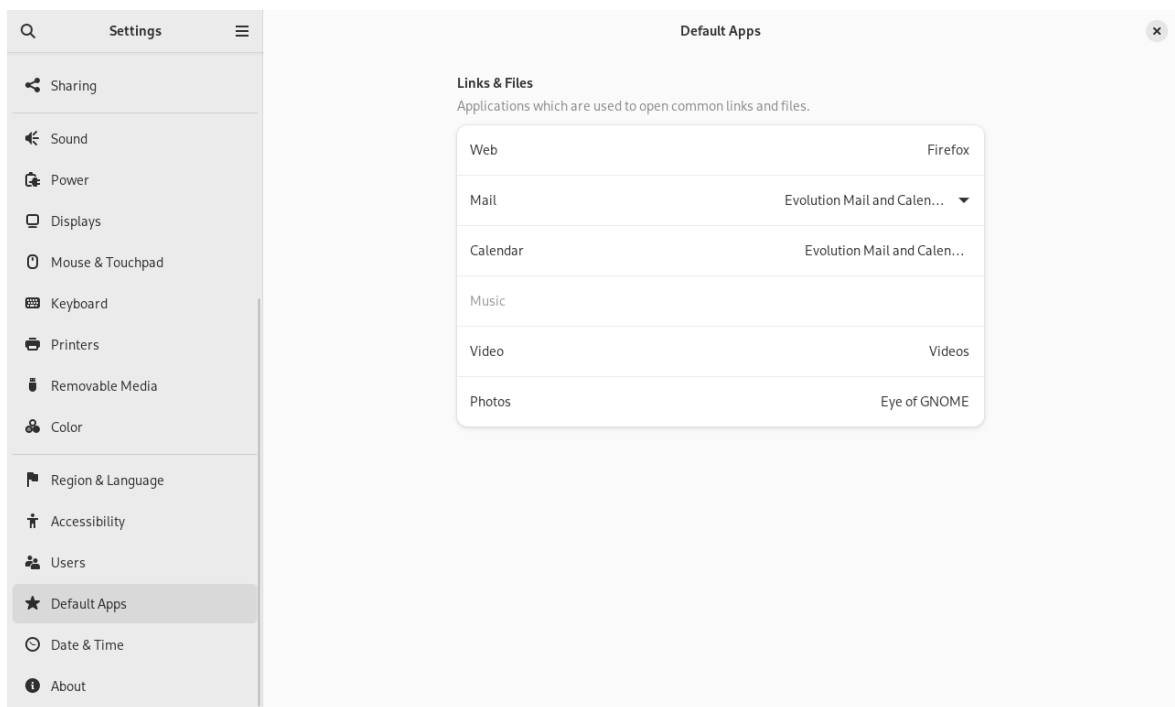 Settings
Sharing
Sound
Power
Displays
Mouse & Touchpad
Keyboard
Printers
Removable Media
Color
Region & Language
Accessibility
Users
Default Apps
Date & Time
About
Default Apps
Links & Files
Applications which are used to open common links and files.
Web Firefox
Mail Evolution Mail and Calen…
Calendar Evolution Mail and Calen…
Music
Video Videos
Photos Eye of GNOME